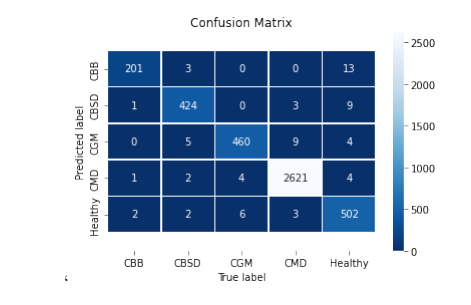 Confusion Matrix
CBB 201 3 0 0 13
CBSD 1 424 0 3 9
CGM 0 5 460 9 4
CMD 1 2 4 2621 4
Healthy 2 2 6 3 502
Predicted label
CBB CBSD CGM CMD Healthy
True label
2500
2000
1500
1000
500
0